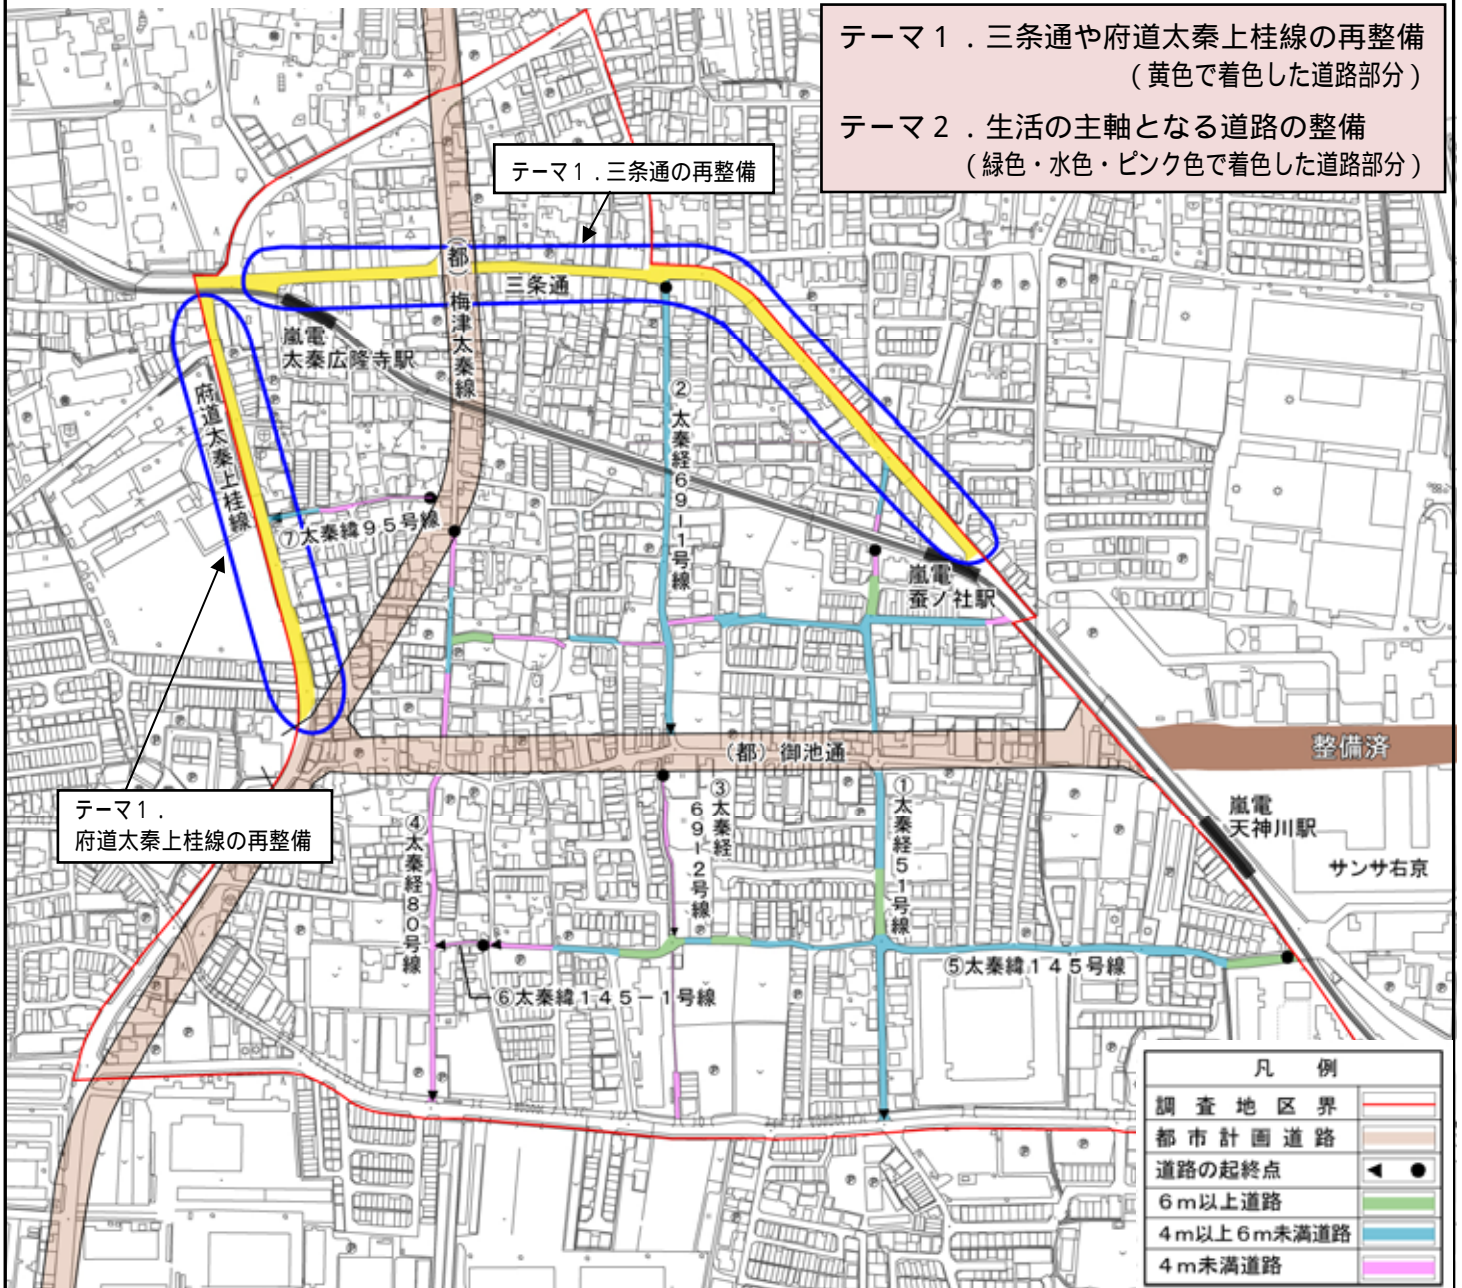 テーマ１．三条通や府道太秦上桂線の再整備
（黄色で着色した道路部分）
テーマ２．生活の主軸となる道路の整備
（緑色・水色・ピンク色で着色した道路部分）
テーマ１．三条通の再整備
(都)梅津太秦線
三条通
嵐電
太秦広隆寺駅
府道太秦上桂線
②太秦経６９－１号線
⑦太秦緯９５号線
嵐電
蚕ノ社駅
(都)御池通
整備済
テーマ１．
府道太秦上桂線の再整備
嵐電
天神川駅
サンサ右京
④太秦経８０号線
③太秦経
６９－２号線
①太秦経５１号線
⑤太秦緯１４５号線
⑥太秦緯１４５－１号線
凡例
調査地区界
都市計画道路
道路の起終点
６ｍ以上道路
４ｍ以上６ｍ未満道路
４ｍ未満道路